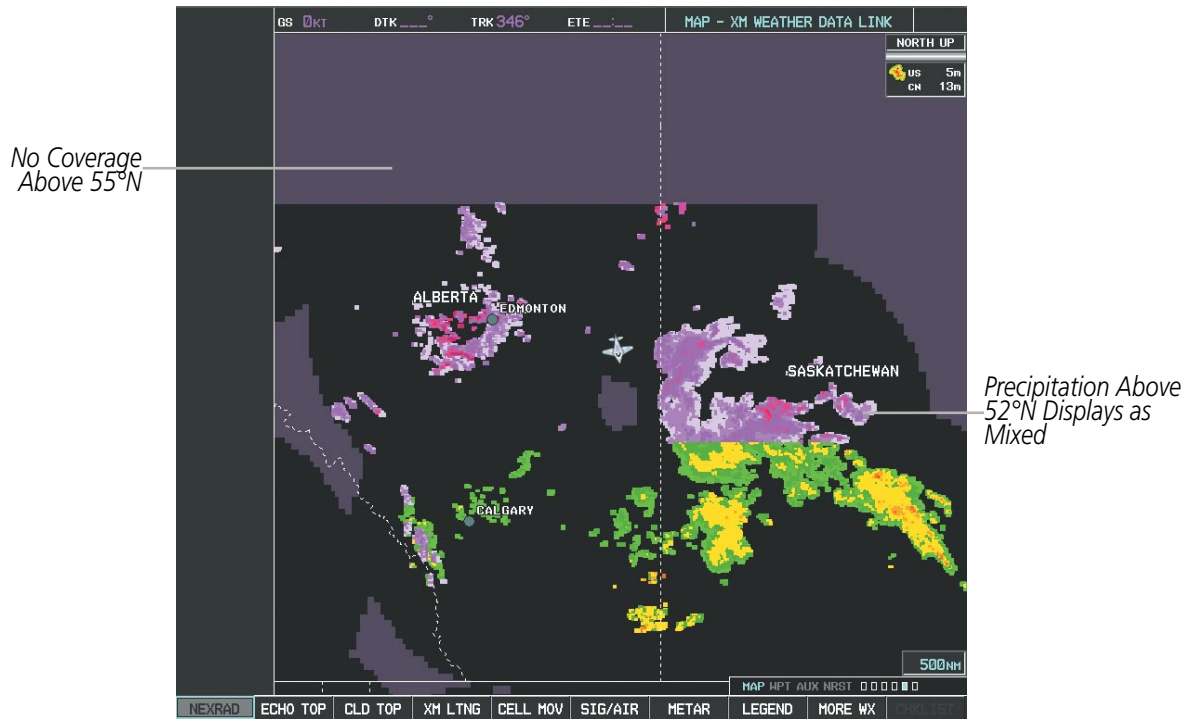 GS 0KT DTK ___° TRK 346° ETE __:__ MAP - XM WEATHER DATA LINK
NORTH UP
US 5m
CN 13m
No Coverage
Above 55°N
ALBERTA
EDMONTON
SASKATCHEWAN
Precipitation Above
52°N Displays as
Mixed
CALGARY
500NM
MAP WPT AUX NRST
NEXRAD ECHO TOP CLD TOP XM LTNG CELL MOV SIG/AIR METAR LEGEND MORE WX CHKLIST